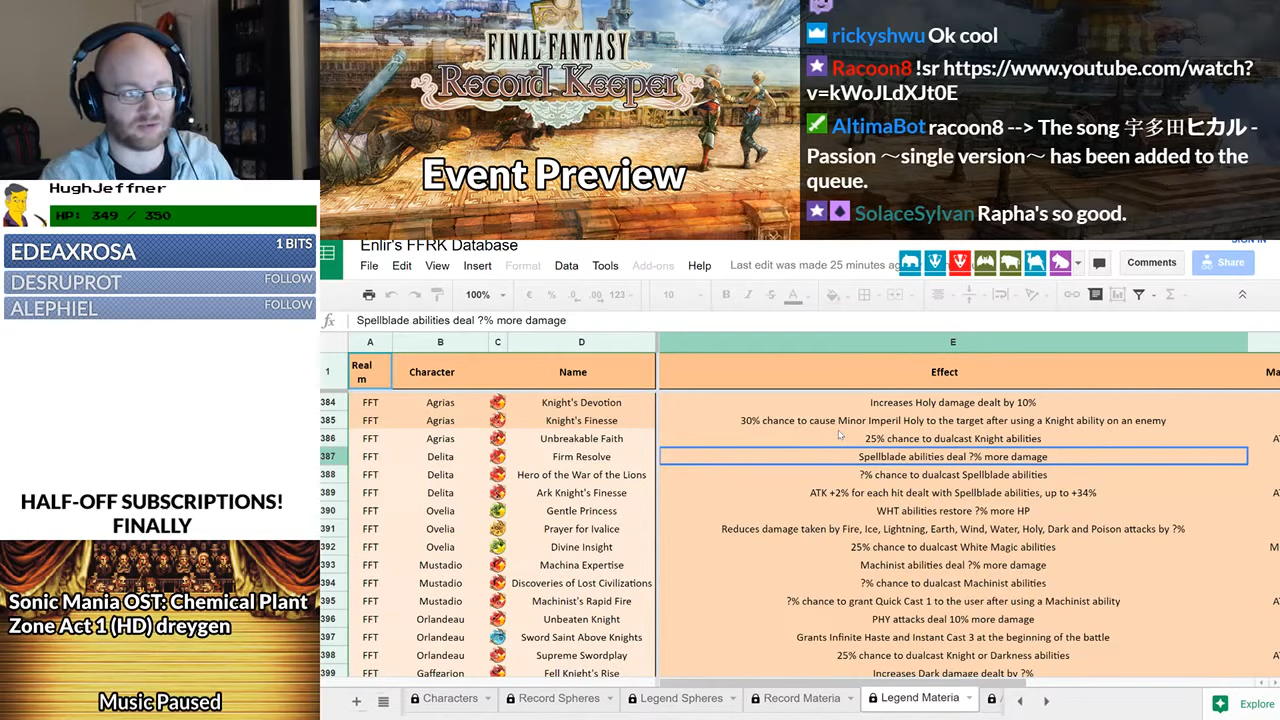 HughJeffner
HP: 349 / 350
EDEAXROSA 1 BITS
DESRUPROT FOLLOW
ALEPHIEL FOLLOW
HALF-OFF SUBSCRIPTIONS!
FINALLY
Sonic Mania OST: Chemical Plant
Zone Act 1 (HD) dreygen
Music Paused
FINAL FANTASY
Record Keeper
Event Preview
rickyshwu Ok cool
Racoon8 !sr https://www.youtube.com/watch?
v=kWoJLdXJt0E
AltimaBot racoon8 --> The song 宇多田ヒカル -
Passion ～single version～ has been added to the
queue.
SolaceSylvan Rapha's so good.
Enlir's FFRK Database
SIGN IN
File Edit View Insert Format Data Tools Add-ons Help Last edit was made 25 minutes ag
Comments Share
100% € % .0 .00 123 10 B I S A
fx Spellblade abilities deal ?% more damage
A B C D E
1 Real
m Character Name Effect Ma
384 FFT Agrias Knight's Devotion Increases Holy damage dealt by 10%
385 FFT Agrias Knight's Finesse 30% chance to cause Minor Imperil Holy to the target after using a Knight ability on an enemy
386 FFT Agrias Unbreakable Faith 25% chance to dualcast Knight abilities AT
387 FFT Delita Firm Resolve Spellblade abilities deal ?% more damage
388 FFT Delita Hero of the War of the Lions ?% chance to dualcast Spellblade abilities
389 FFT Delita Ark Knight's Finesse ATK +2% for each hit dealt with Spellblade abilities, up to +34% AT
390 FFT Ovelia Gentle Princess WHT abilities restore ?% more HP
391 FFT Ovelia Prayer for Ivalice Reduces damage taken by Fire, Ice, Lightning, Earth, Wind, Water, Holy, Dark and Poison attacks by ?%
392 FFT Ovelia Divine Insight 25% chance to dualcast White Magic abilities M
393 FFT Mustadio Machina Expertise Machinist abilities deal ?% more damage
394 FFT Mustadio Discoveries of Lost Civilizations ?% chance to dualcast Machinist abilities
395 FFT Mustadio Machinist's Rapid Fire ?% chance to grant Quick Cast 1 to the user after using a Machinist ability AT
396 FFT Orlandeau Unbeaten Knight PHY attacks deal 10% more damage
397 FFT Orlandeau Sword Saint Above Knights Grants Infinite Haste and Instant Cast 3 at the beginning of the battle
398 FFT Orlandeau Supreme Swordplay 25% chance to dualcast Knight or Darkness abilities AT
399 FFT Gaffgarion Fell Knight's Rise Increases Dark damage dealt by ?%
Characters Record Spheres Legend Spheres Record Materia Legend Materia
Explore